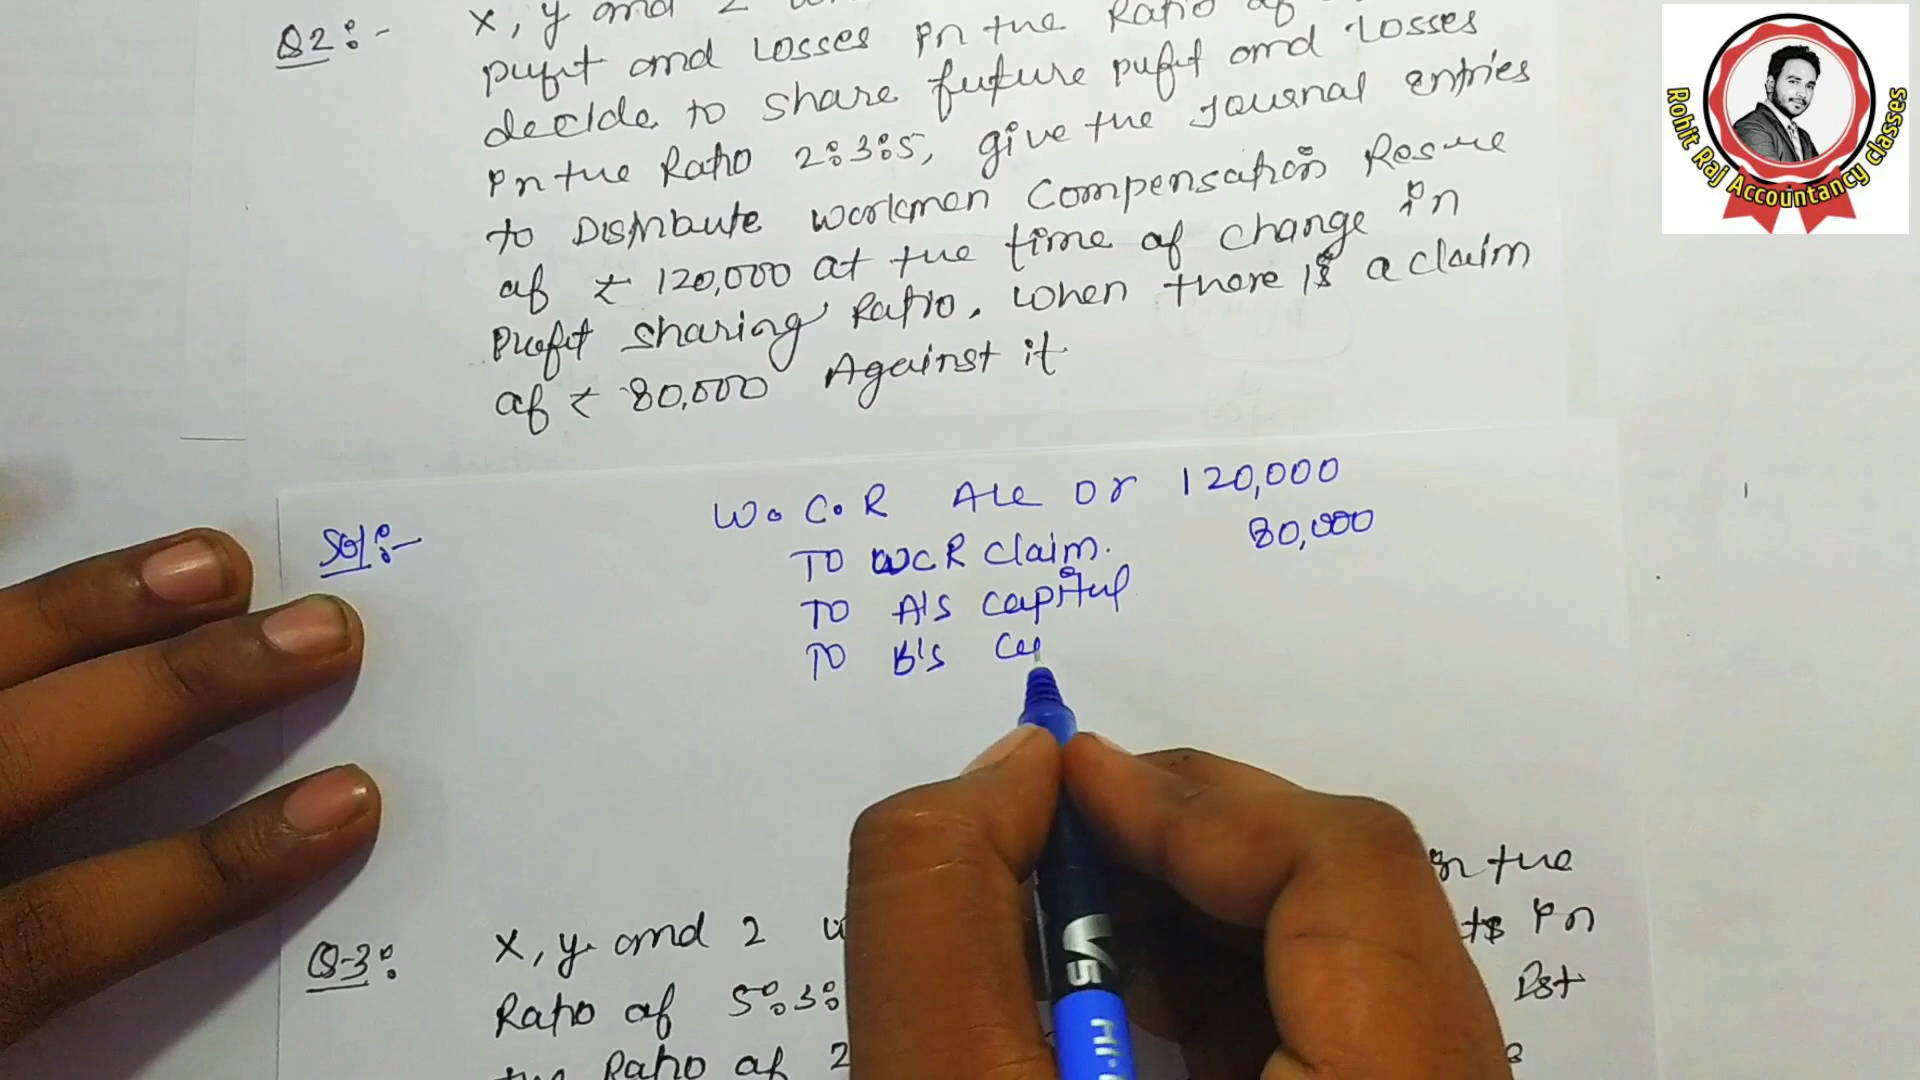 Q2:- X, Y and Z
profit and Losses in the Ratio of
decide to share future profit and Losses
in the Ratio 2:3:5, give the Journal entries
to Distribute workmen Compensation Reserve
of ₹ 120,000 at the time of change in
Profit sharing Ratio, when there is a claim
of ₹ 80,000 Against it
Sol:- W.C.R A/c Dr 120,000
To WCR Claim. 80,000
To A's Capital
To B's Ca
Q-3: X, Y and Z in the
Ratio of 5:3: in
the Ratio of 2
Rohit Raj Accountancy classes
V5
HI-